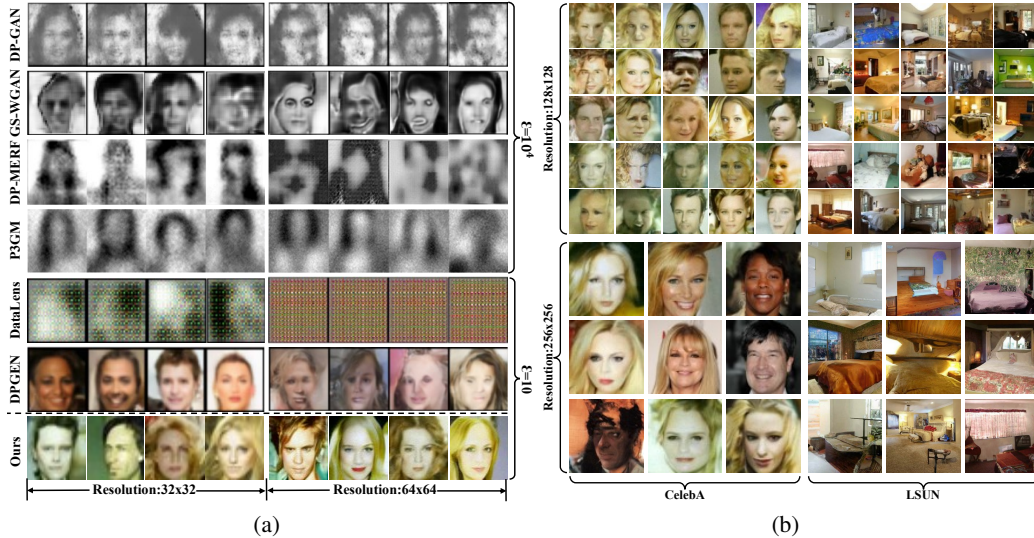 DP-GAN
GS-WGAN
DP-MERF
P3GM
DataLens
DPGEN
Ours
ε=10⁴
ε=10
Resolution:32x32
Resolution:64x64
(a)
Resolution:128x128
Resolution:256x256
CelebA
LSUN
(b)